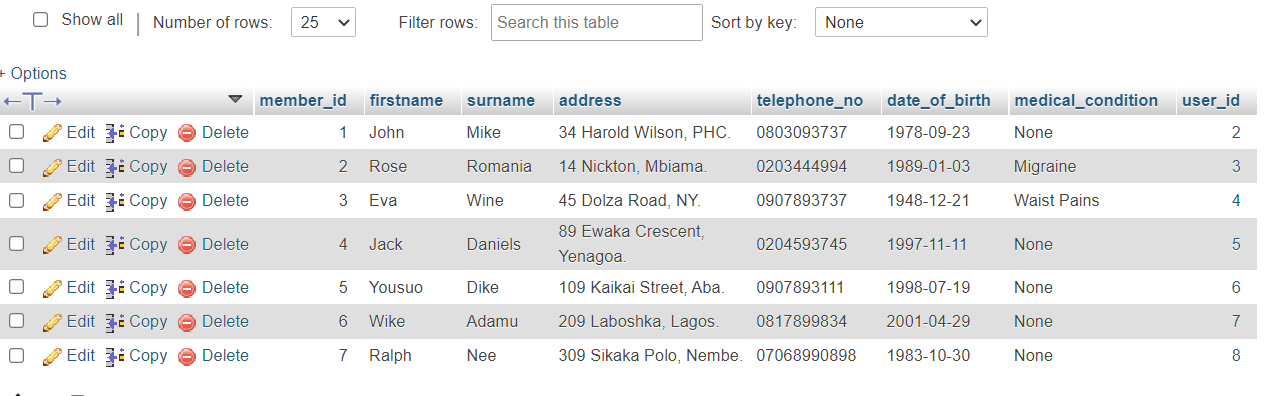 Show all Number of rows: 25 Filter rows: Search this table Sort by key: None
+ Options
member_id firstname surname address telephone_no date_of_birth medical_condition user_id
Edit Copy Delete 1 John Mike 34 Harold Wilson, PHC. 0803093737 1978-09-23 None 2
Edit Copy Delete 2 Rose Romania 14 Nickton, Mbiama. 0203444994 1989-01-03 Migraine 3
Edit Copy Delete 3 Eva Wine 45 Dolza Road, NY. 0907893737 1948-12-21 Waist Pains 4
Edit Copy Delete 4 Jack Daniels 89 Ewaka Crescent, Yenagoa. 0204593745 1997-11-11 None 5
Edit Copy Delete 5 Yousuo Dike 109 Kaikai Street, Aba. 0907893111 1998-07-19 None 6
Edit Copy Delete 6 Wike Adamu 209 Laboshka, Lagos. 0817899834 2001-04-29 None 7
Edit Copy Delete 7 Ralph Nee 309 Sikaka Polo, Nembe. 07068990898 1983-10-30 None 8